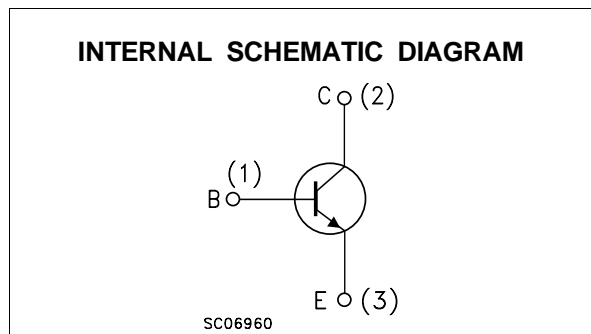 INTERNAL SCHEMATIC DIAGRAM
C (2)
(1)
B
E (3)
SC06960